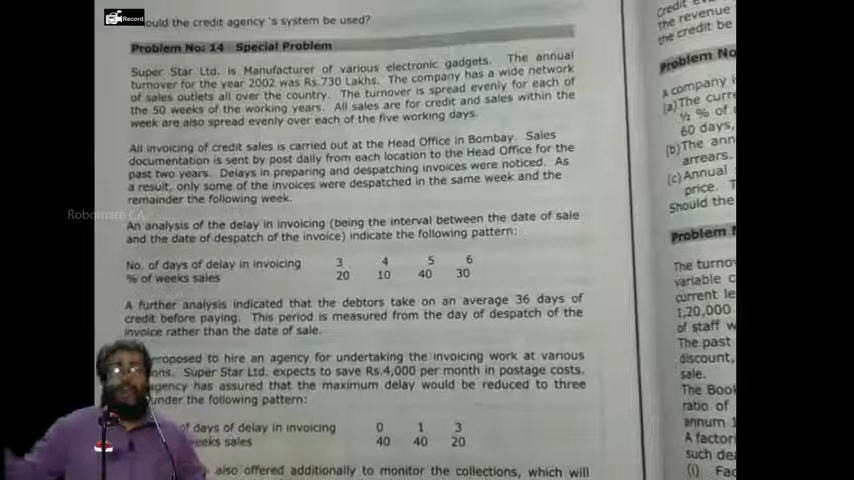 Record
ould the credit agency 's system be used?
Problem No: 14 Special Problem
Super Star Ltd. is Manufacturer of various electronic gadgets. The annual
turnover for the year 2002 was Rs.730 Lakhs. The company has a wide network
of sales outlets all over the country. The turnover is spread evenly for each of
the 50 weeks of the working years. All sales are for credit and sales within the
week are also spread evenly over each of the five working days.
All invoicing of credit sales is carried out at the Head Office in Bombay. Sales
documentation is sent by post daily from each location to the Head Office for the
past two years. Delays in preparing and despatching invoices were noticed. As
a result, only some of the invoices were despatched in the same week and the
remainder the following week.
An analysis of the delay in invoicing (being the interval between the date of sale
and the date of despatch of the invoice) indicate the following pattern:
No. of days of delay in invoicing 3 4 5 6
% of weeks sales 20 10 40 30
A further analysis indicated that the debtors take on an average 36 days of
credit before paying. This period is measured from the day of despatch of the
invoice rather than the date of sale.
roposed to hire an agency for undertaking the invoicing work at various
ons. Super Star Ltd. expects to save Rs.4,000 per month in postage costs.
agency has assured that the maximum delay would be reduced to three
under the following pattern:
of days of delay in invoicing 0 1 3
eeks sales 40 40 20
also offered additionally to monitor the collections, which will
credit
The revenue
the credit be
Problem No
A company
(a)The curr
½ % of
60 days,
(b)The ann
arrears.
(c)Annual
price. T
Should the
Problem
The turno
variable c
current le
1,20,000
of staff w
The past
discount,
sale.
The Boo
ratio of
annum 1
A factor
such de
(i) Fac